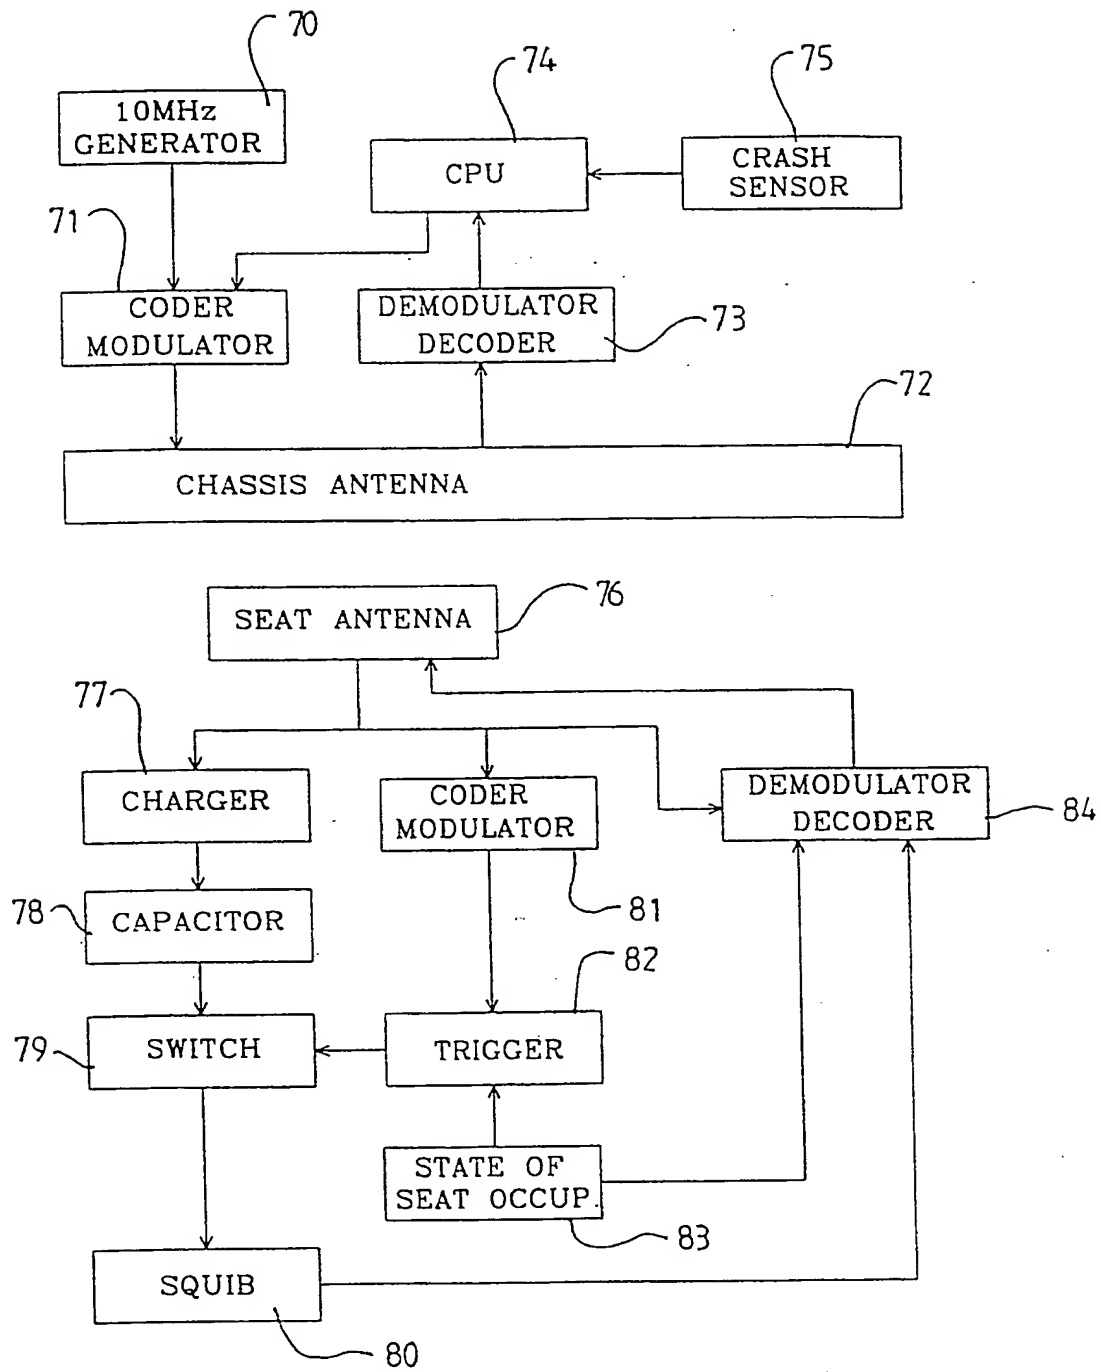 70
74
75
10MHz
GENERATOR
CPU
CRASH
SENSOR
71
CODER
MODULATOR
DEMODULATOR
DECODER
73
72
CHASSIS ANTENNA
SEAT ANTENNA
76
77
CHARGER
CODER
MODULATOR
DEMODULATOR
DECODER
84
78
CAPACITOR
81
82
79
SWITCH
TRIGGER
STATE OF
SEAT OCCUP.
83
SQUIB
80